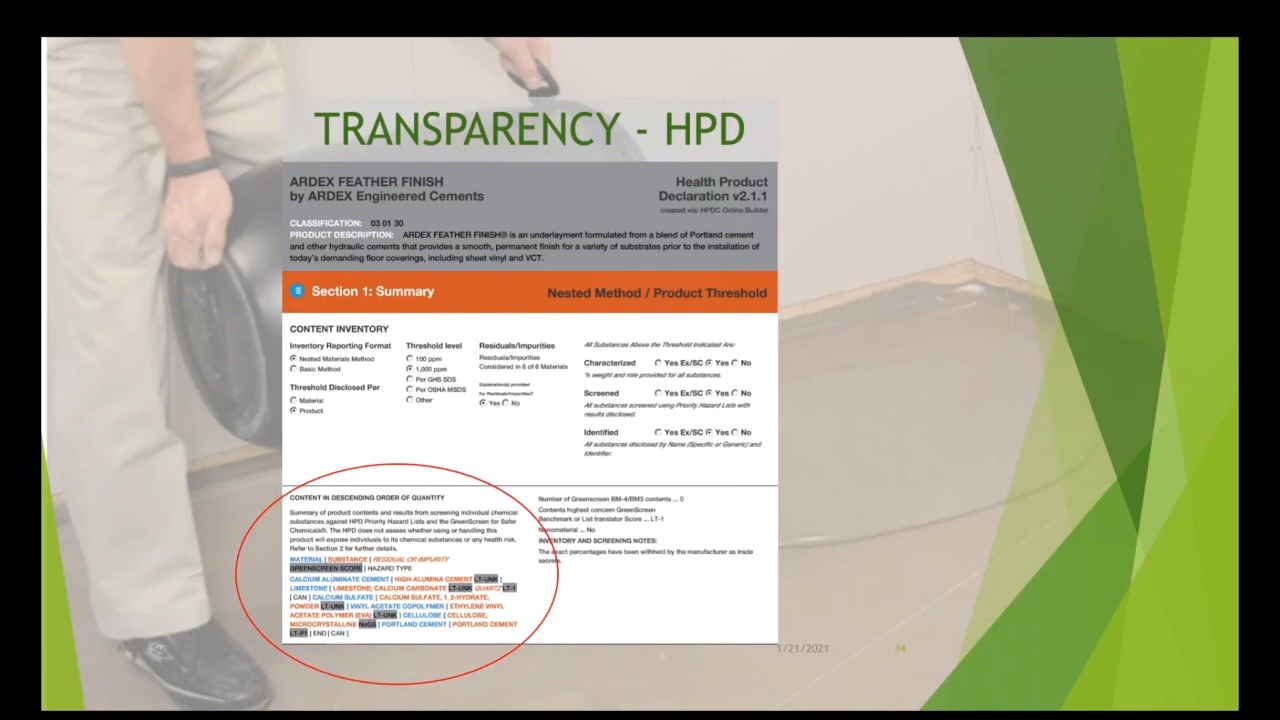 TRANSPARENCY - HPD
ARDEX FEATHER FINISH
by ARDEX Engineered Cements
Health Product
Declaration v2.1.1
created via: HPDC Online Builder
CLASSIFICATION: 03 01 30
PRODUCT DESCRIPTION: ARDEX FEATHER FINISH® is an underlayment formulated from a blend of Portland cement
and other hydraulic cements that provides a smooth, permanent finish for a variety of substrates prior to the installation of
today's demanding floor coverings, including sheet vinyl and VCT.
Section 1: Summary
Nested Method / Product Threshold
CONTENT INVENTORY
Inventory Reporting Format
Nested Materials Method
Basic Method
Threshold Disclosed Per
Material
Product
Threshold level
100 ppm
1,000 ppm
Per GHS SDS
Per OSHA MSDS
Other
Residuals/Impurities
Residuals/Impurities
Considered in 6 of 6 Materials
Explanation(s) provided
for Residuals/Impurities?
Yes No
All Substances Above the Threshold Indicated Are:
Characterized Yes Ex/SC Yes No
% weight and role provided for all substances.
Screened Yes Ex/SC Yes No
All substances screened using Priority Hazard Lists with
results disclosed.
Identified Yes Ex/SC Yes No
All substances disclosed by Name (Specific or Generic) and
Identifier.
CONTENT IN DESCENDING ORDER OF QUANTITY
Summary of product contents and results from screening individual chemical
substances against HPD Priority Hazard Lists and the GreenScreen for Safer
Chemicals®. The HPD does not assess whether using or handling this
product will expose individuals to its chemical substances or any health risk.
Refer to Section 2 for further details.
MATERIAL | SUBSTANCE | RESIDUAL OR IMPURITY
GREENSCREEN SCORE | HAZARD TYPE
CALCIUM ALUMINATE CEMENT [ HIGH-ALUMINA CEMENT LT-UNK ]
LIMESTONE [ LIMESTONE; CALCIUM CARBONATE LT-UNK QUARTZ LT-1
| CAN ] CALCIUM SULFATE [ CALCIUM SULFATE, 1_2-HYDRATE,
POWDER LT-UNK ] VINYL ACETATE COPOLYMER [ ETHYLENE VINYL
ACETATE POLYMER (EVA) LT-UNK ] CELLULOSE [ CELLULOSE,
MICROCRYSTALLINE NoGS ] PORTLAND CEMENT [ PORTLAND CEMENT
LT-P1 | END | CAN ]
Number of Greenscreen BM-4/BM3 contents ... 0
Contents highest concern GreenScreen
Benchmark or List translator Score ... LT-1
Nanomaterial ... No
INVENTORY AND SCREENING NOTES:
The exact percentages have been withheld by the manufacturer as trade
secrets.
1/21/2021
34